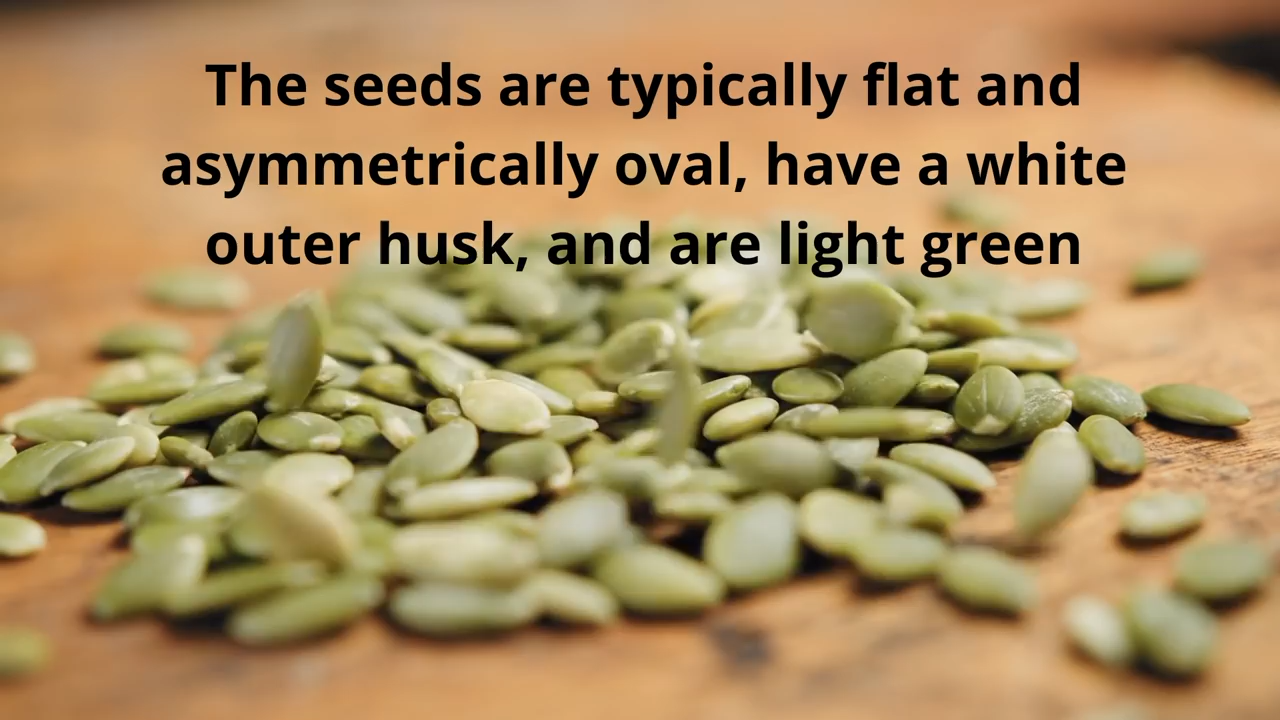 The seeds are typically flat and
asymmetrically oval, have a white
outer husk, and are light green